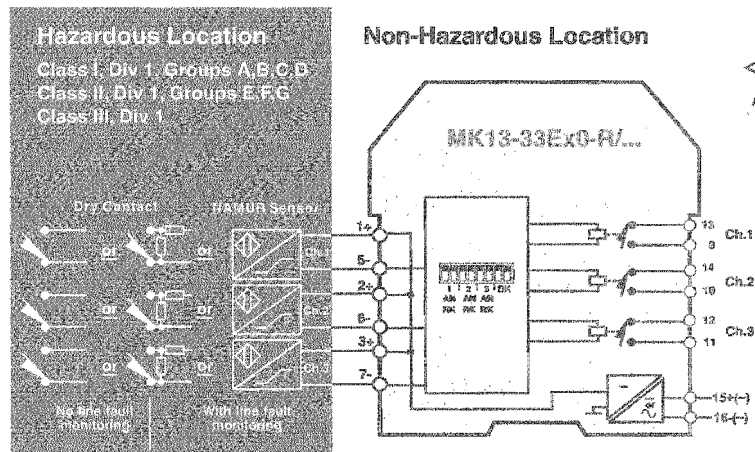 Hazardous Location
Class I, Div 1, Groups A,B,C,D
Class II, Div 1, Groups E,F,G
Class III, Div 1
Non-Hazardous Location
MK13-33Ex0-R/...
Dry Contact
NAMUR Sensor
or
or
Ch.1
or
or
Ch.2
or
or
Ch.3
No line fault
monitoring
With line fault
monitoring
1+
5-
2+
6-
3+
7-
1 2 3
13
9
Ch.1
14
10
Ch.2
12
11
Ch.3
15+(~)
16-(~)